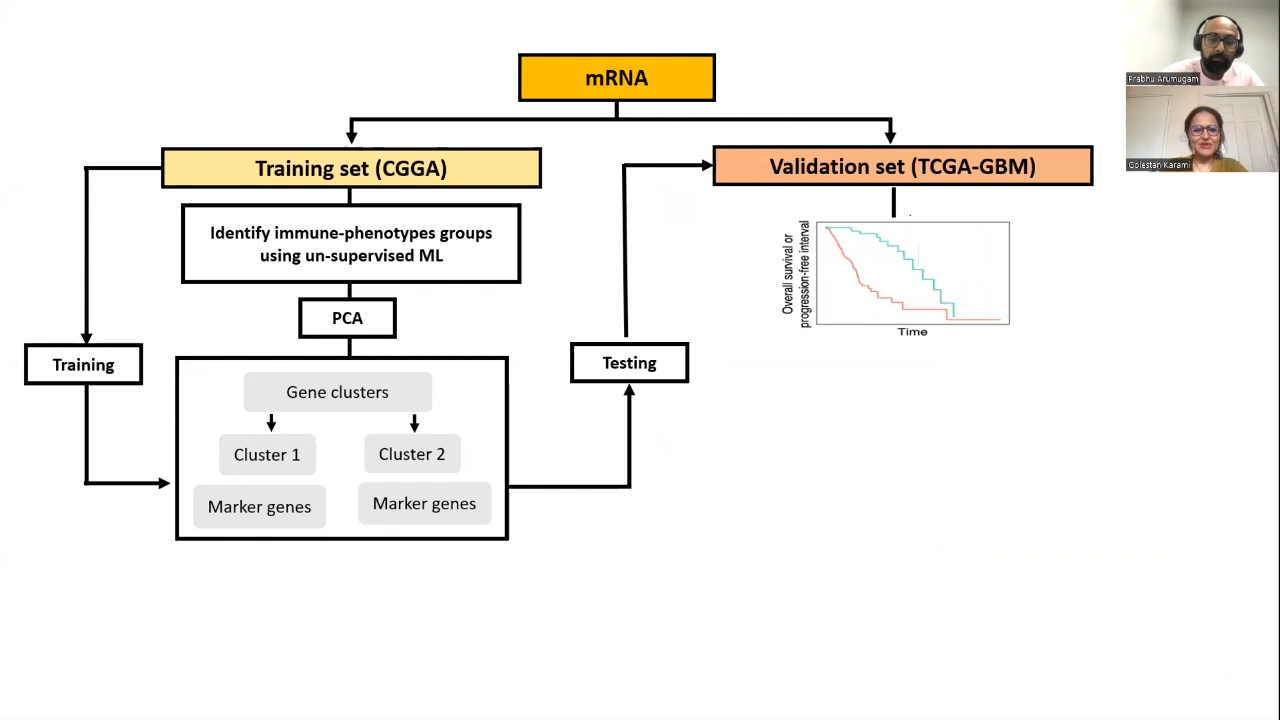 mRNA
Prabhu Arumugam
Golestan Karami
Training set (CGGA)
Validation set (TCGA-GBM)
Identify immune-phenotypes groups
using un-supervised ML
PCA
Overall survival or
progression-free interval
Time
Training
Testing
Gene clusters
Cluster 1
Cluster 2
Marker genes
Marker genes